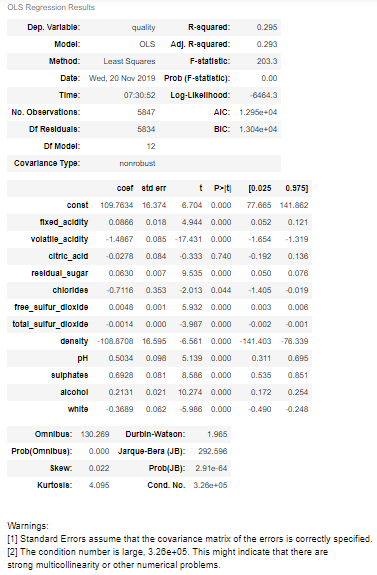 OLS Regression Results
Dep. Variable: quality R-squared: 0.295
Model: OLS Adj. R-squared: 0.293
Method: Least Squares F-statistic: 203.3
Date: Wed, 20 Nov 2019 Prob (F-statistic): 0.00
Time: 07:30:52 Log-Likelihood: -6464.3
No. Observations: 5847 AIC: 1.295e+04
Df Residuals: 5834 BIC: 1.304e+04
Df Model: 12
Covariance Type: nonrobust
coef std err t P>|t| [0.025 0.975]
const 109.7634 16.374 6.704 0.000 77.665 141.862
fixed_acidity 0.0866 0.018 4.944 0.000 0.052 0.121
volatile_acidity -1.4867 0.085 -17.431 0.000 -1.654 -1.319
citric_acid -0.0278 0.084 -0.333 0.740 -0.192 0.136
residual_sugar 0.0630 0.007 9.535 0.000 0.050 0.076
chlorides -0.7116 0.353 -2.013 0.044 -1.405 -0.019
free_sulfur_dioxide 0.0048 0.001 5.932 0.000 0.003 0.006
total_sulfur_dioxide -0.0014 0.000 -3.987 0.000 -0.002 -0.001
density -108.8708 16.595 -6.561 0.000 -141.403 -76.339
pH 0.5034 0.098 5.139 0.000 0.311 0.695
sulphates 0.6928 0.081 8.586 0.000 0.535 0.851
alcohol 0.2131 0.021 10.274 0.000 0.172 0.254
white -0.3689 0.062 -5.986 0.000 -0.490 -0.248
Omnibus: 130.269 Durbin-Watson: 1.965
Prob(Omnibus): 0.000 Jarque-Bera (JB): 292.596
Skew: 0.022 Prob(JB): 2.91e-64
Kurtosis: 4.095 Cond. No. 3.26e+05
Warnings:
[1] Standard Errors assume that the covariance matrix of the errors is correctly specified.
[2] The condition number is large, 3.26e+05. This might indicate that there are
strong multicollinearity or other numerical problems.